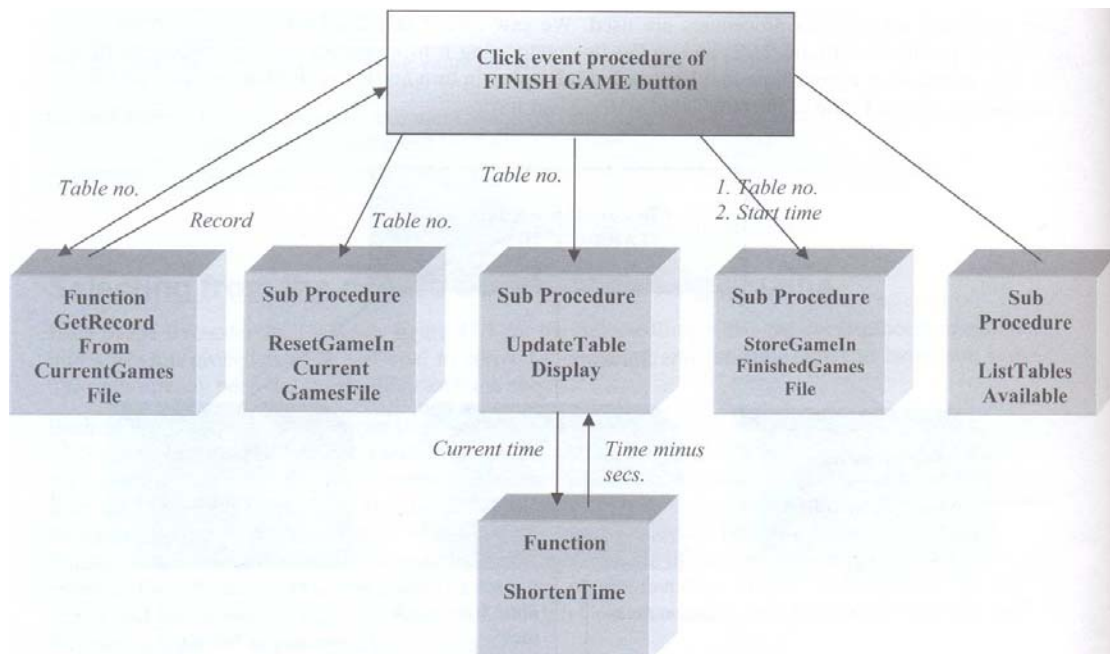 Click event procedure of
FINISH GAME button
Table no.
Record
Table no.
Table no.
1. Table no.
2. Start time
Function
GetRecord
From
CurrentGames
File
Sub Procedure
ResetGameIn
Current
GamesFile
Sub Procedure
UpdateTable
Display
Sub Procedure
StoreGameIn
FinishedGames
File
Sub
Procedure
ListTables
Available
Current time
Time minus
secs.
Function
ShortenTime